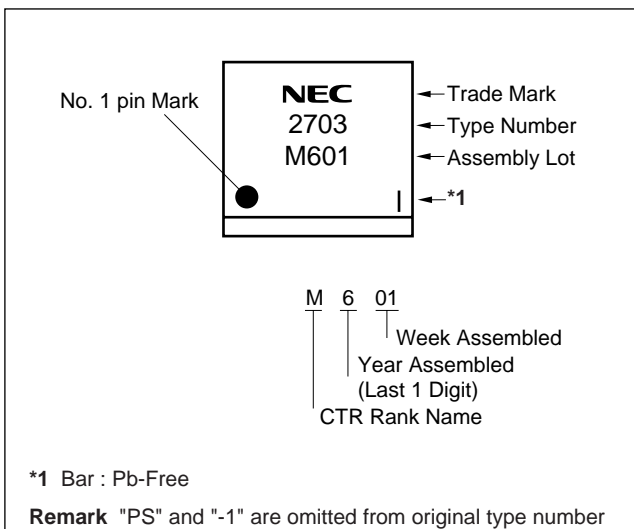 No. 1 pin Mark
NEC
2703
M601
Trade Mark
Type Number
Assembly Lot
*1
M 6 01
Week Assembled
Year Assembled
(Last 1 Digit)
CTR Rank Name
*1 Bar : Pb-Free
Remark "PS" and "-1" are omitted from original type number